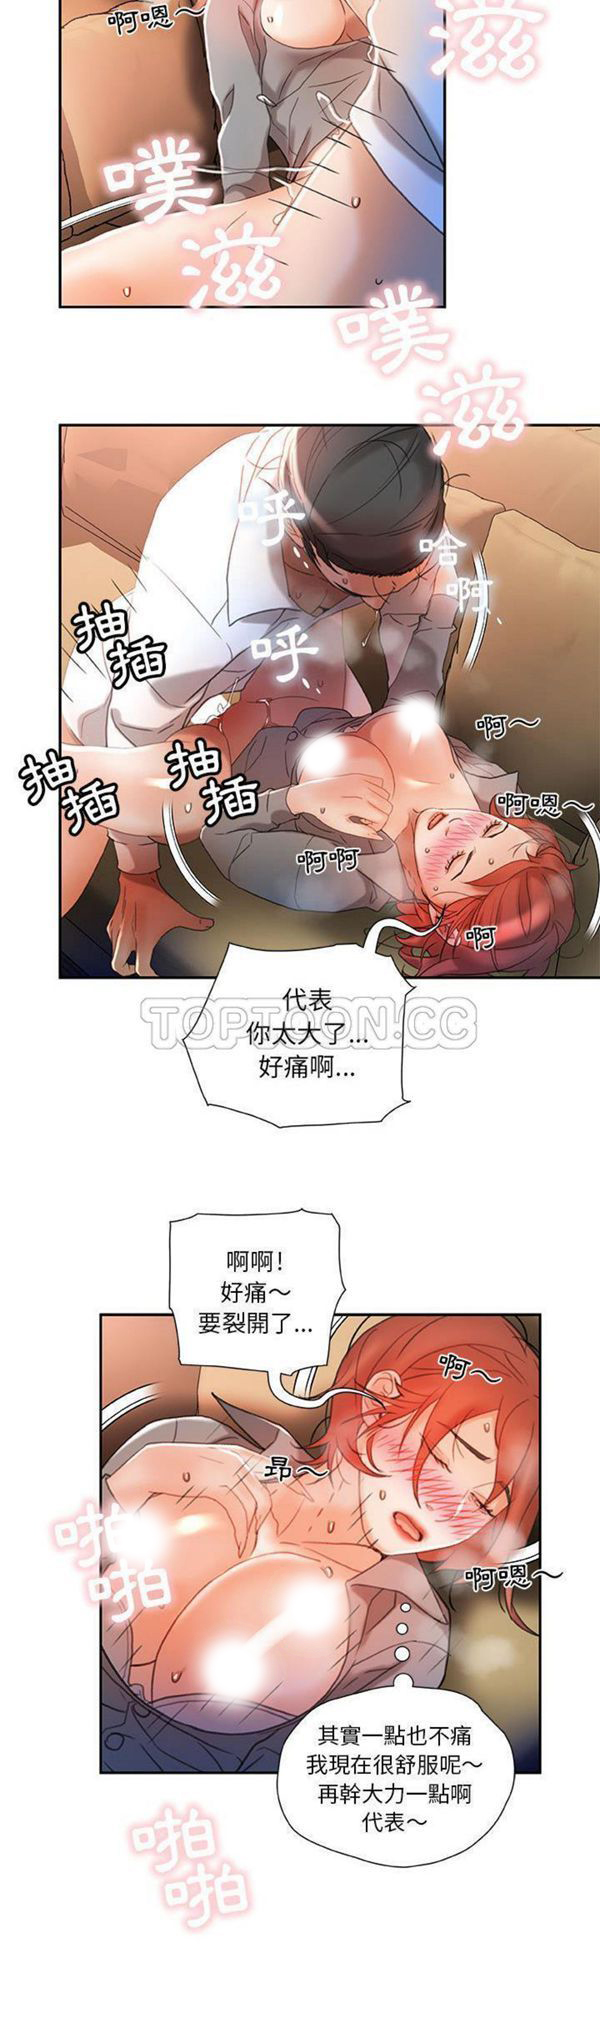 啊嗯～
滋
噗
滋
噗
滋
呼
啥
啊
呼
抽
插
啊～
抽
插
抽
插
啊嗯～
啊啊
啊
代表
你太大了...
好痛啊...
TOPTOON.CC
啊啊！
好痛～
要裂開了...
啊～
昂～
啪
啪
啊嗯～
其實一點也不痛
我現在很舒服呢～
再幹大力一點啊
代表～
啪
啪